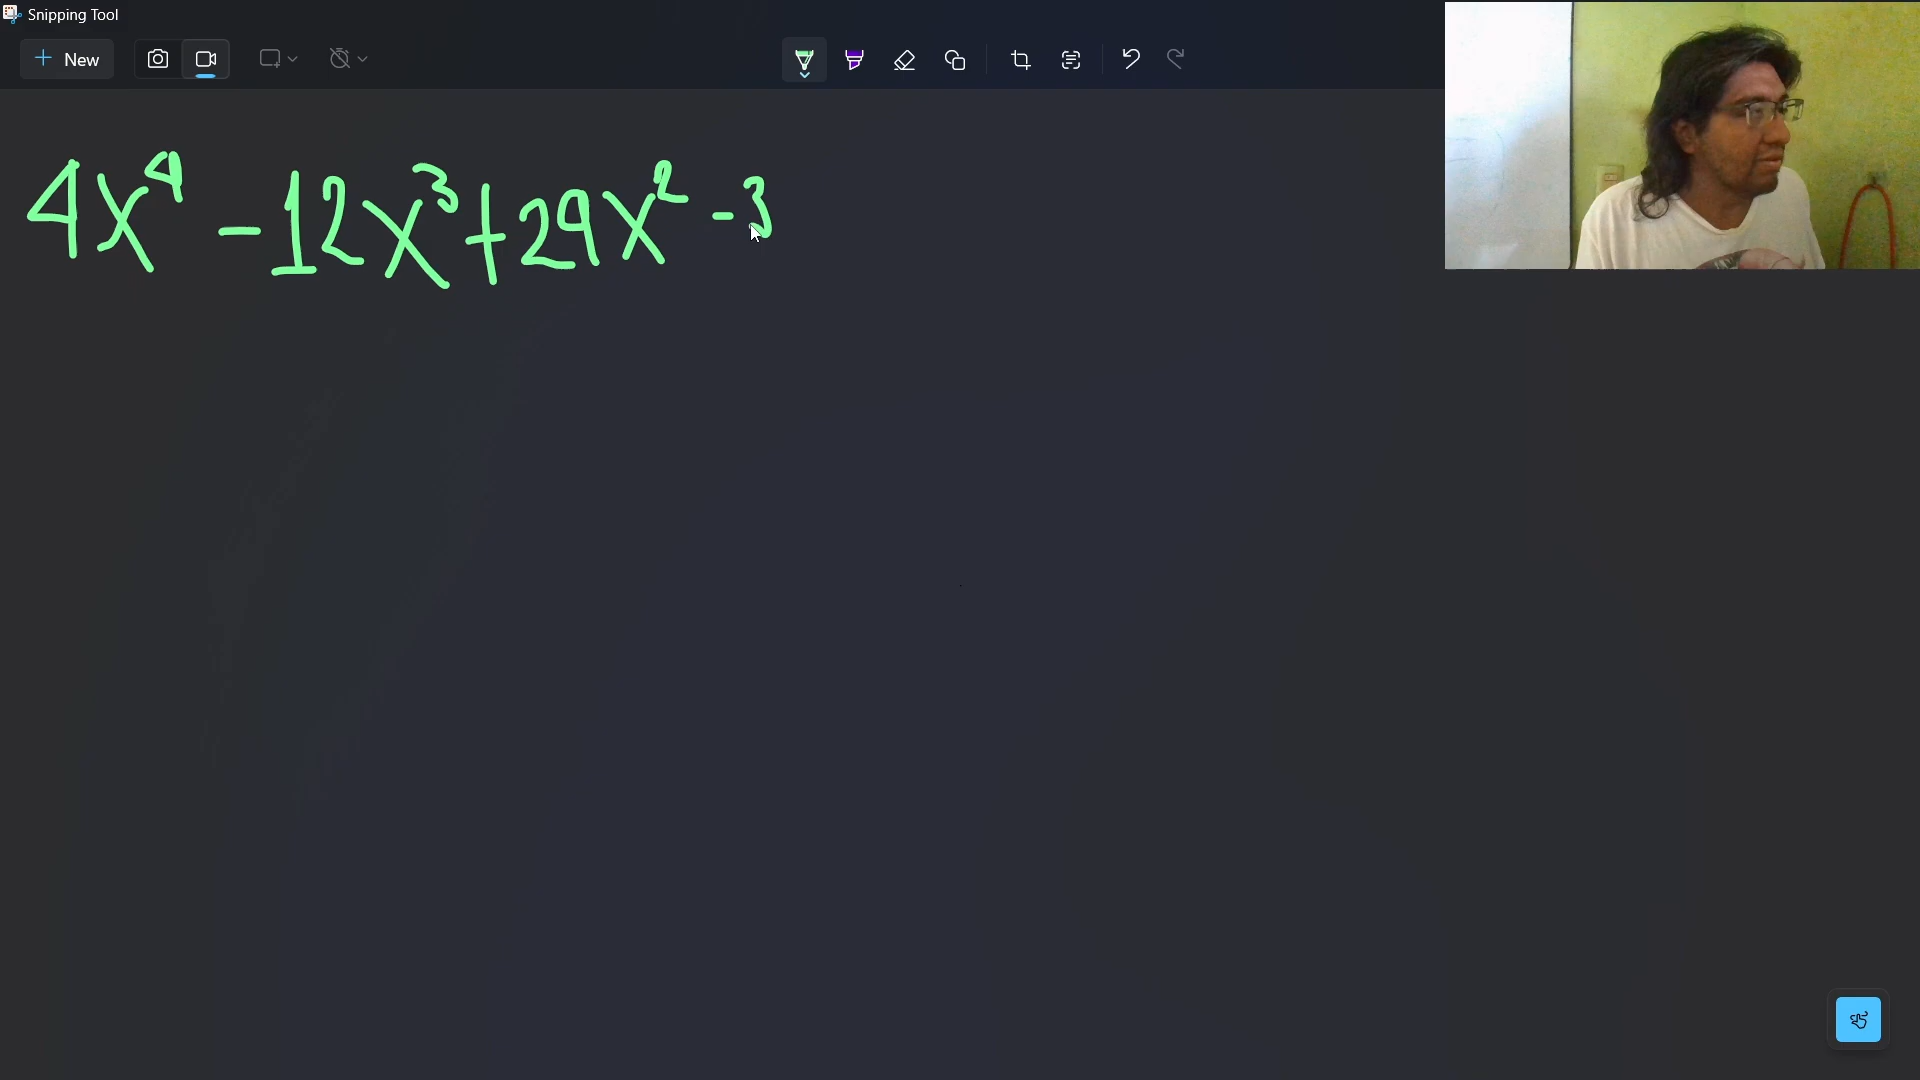 Snipping Tool
New
4x⁴ - 12x³ + 29x² - 3